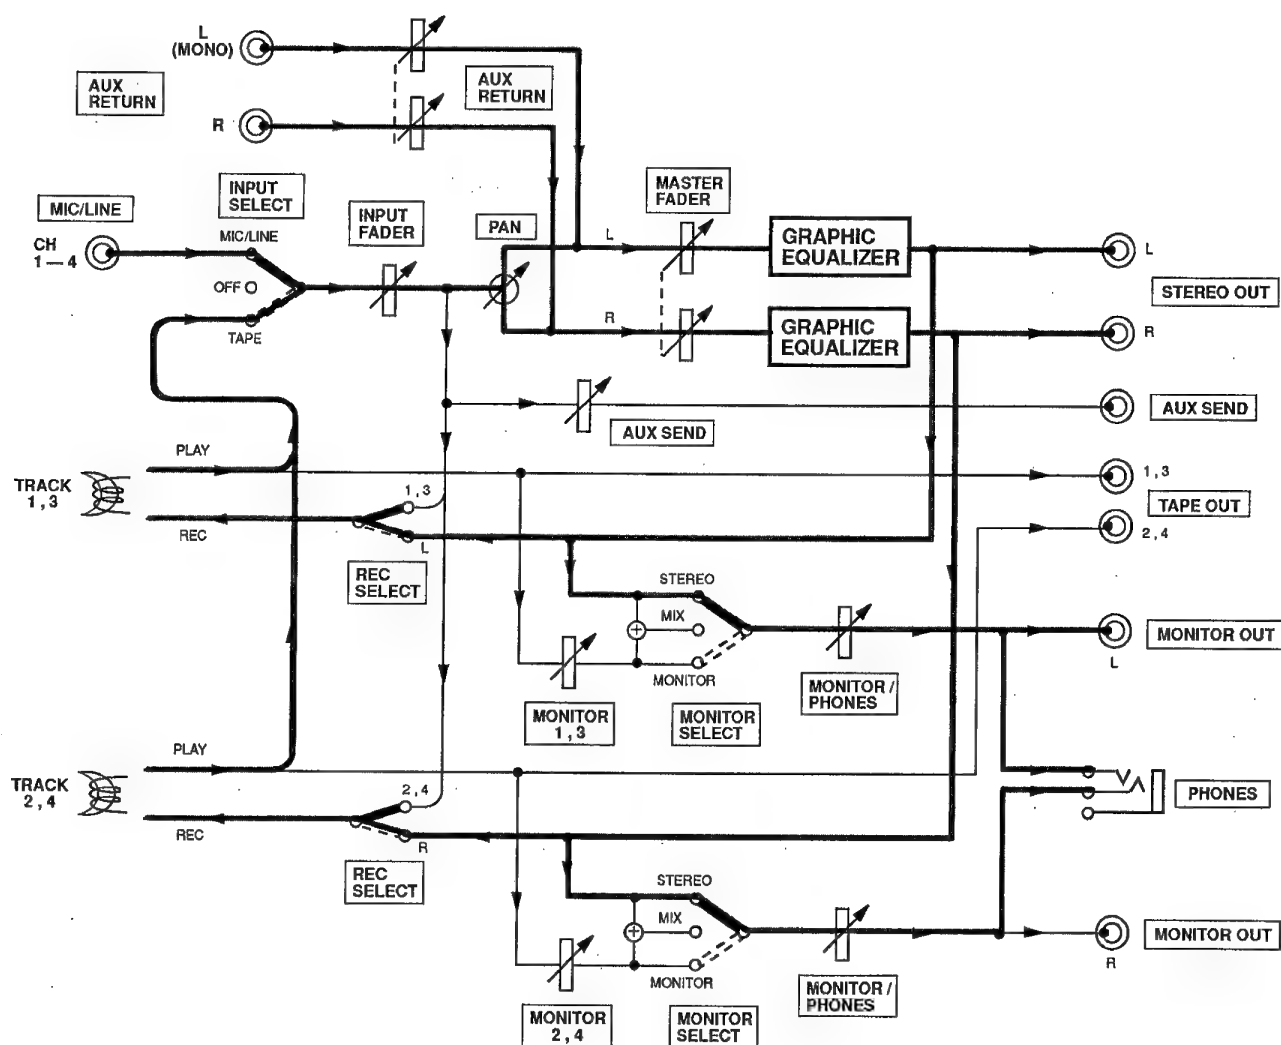 L
(MONO)
AUX
RETURN
AUX
RETURN
R
INPUT
SELECT
MASTER
FADER
MIC/LINE
INPUT
FADER
PAN
MIC/LINE
CH
1—4
L
GRAPHIC
EQUALIZER
L
OFF
STEREO OUT
TAPE
R
GRAPHIC
EQUALIZER
R
AUX SEND
AUX SEND
PLAY
TRACK
1,3
1,3
1,3
TAPE OUT
2,4
REC
L
REC
SELECT
STEREO
MIX
MONITOR
MONITOR OUT
L
MONITOR /
PHONES
MONITOR
1,3
MONITOR
SELECT
PLAY
TRACK
2,4
2,4
PHONES
REC
R
REC
SELECT
STEREO
MIX
MONITOR
MONITOR OUT
R
MONITOR /
PHONES
MONITOR
2,4
MONITOR
SELECT